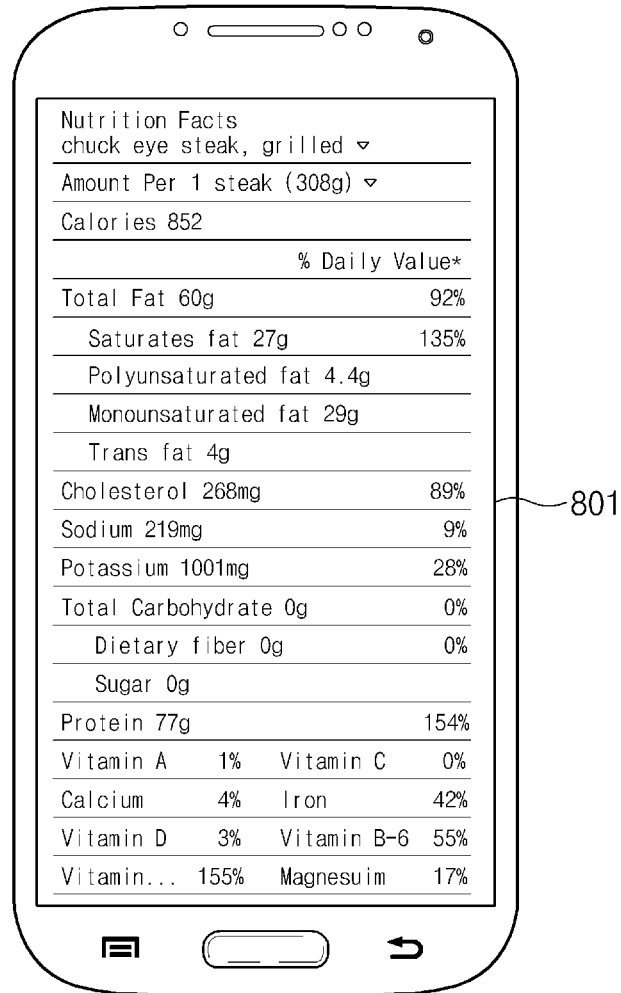 Nutrition Facts
chuck eye steak, grilled ▿
Amount Per 1 steak (308g) ▿
Calories 852
% Daily Value*
Total Fat 60g 92%
Saturates fat 27g 135%
Polyunsaturated fat 4.4g
Monounsaturated fat 29g
Trans fat 4g
Cholesterol 268mg 89%
Sodium 219mg 9%
Potassium 1001mg 28%
Total Carbohydrate 0g 0%
Dietary fiber 0g 0%
Sugar 0g
Protein 77g 154%
Vitamin A 1% Vitamin C 0%
Calcium 4% Iron 42%
Vitamin D 3% Vitamin B-6 55%
Vitamin... 155% Magnesuim 17%
801